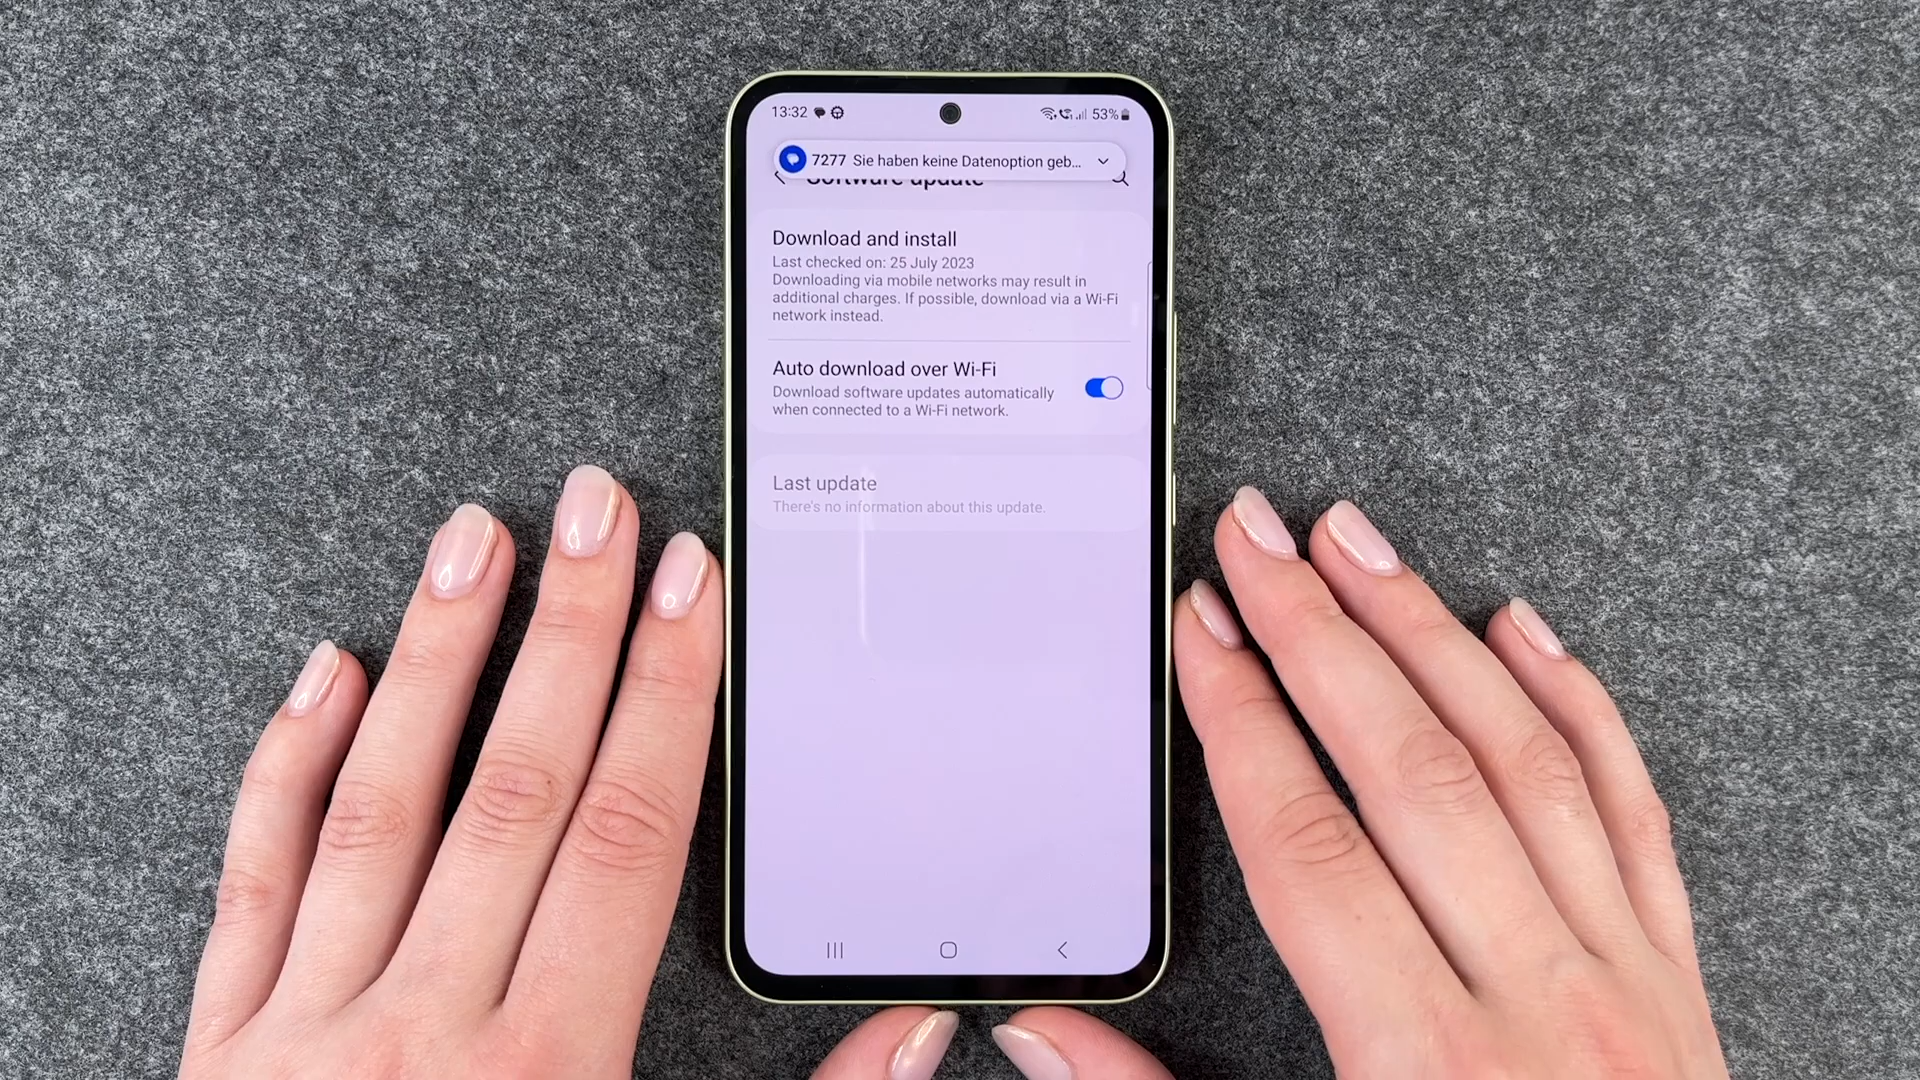 13:32
53%
7277 Sie haben keine Datenoption geb...
Software update
Download and install
Last checked on: 25 July 2023
Downloading via mobile networks may result in
additional charges. If possible, download via a Wi-Fi
network instead.
Auto download over Wi-Fi
Download software updates automatically
when connected to a Wi-Fi network.
Last update
There's no information about this update.